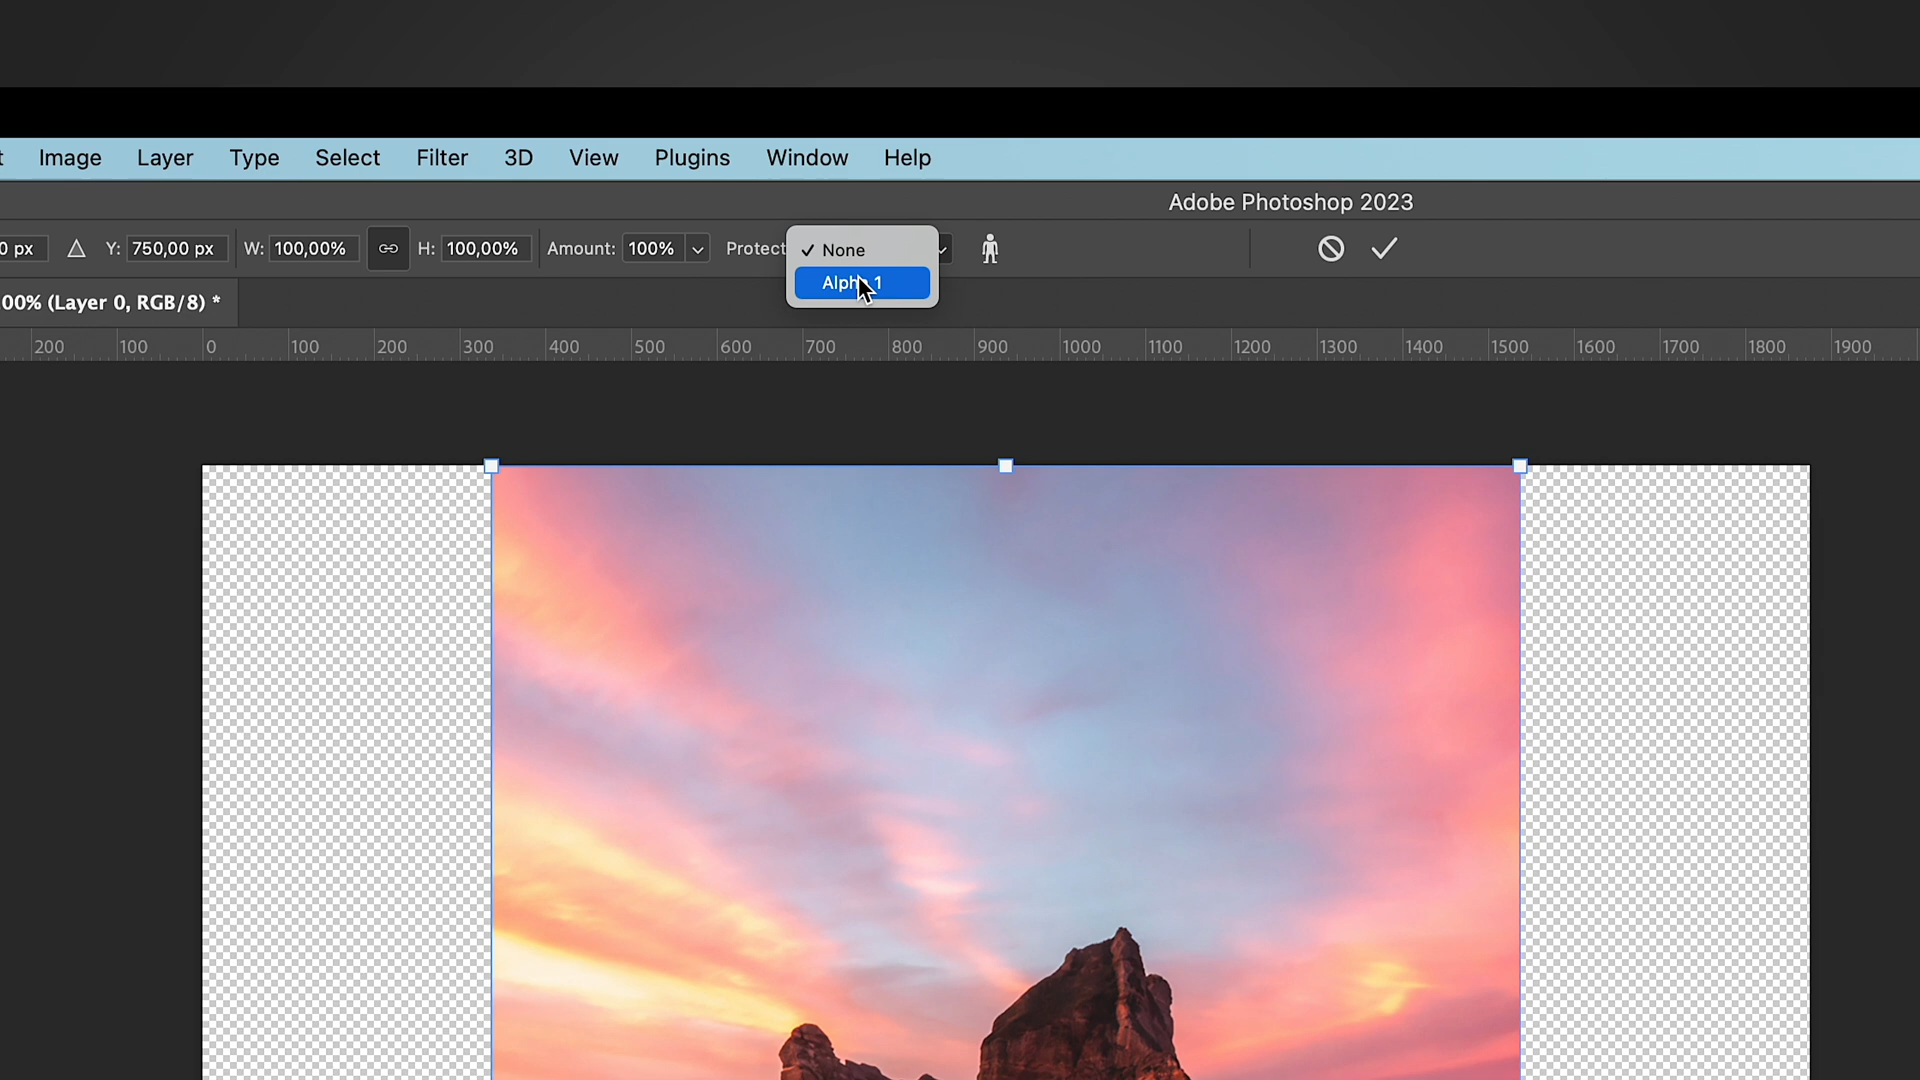 t Image Layer Type Select Filter 3D View Plugins Window Help
Adobe Photoshop 2023
0 px Y: 750,00 px W: 100,00% H: 100,00% Amount: 100% Protect
✓ None
Alpha 1
00% (Layer 0, RGB/8) *
200 100 0 100 200 300 400 500 600 700 800 900 1000 1100 1200 1300 1400 1500 1600 1700 1800 1900